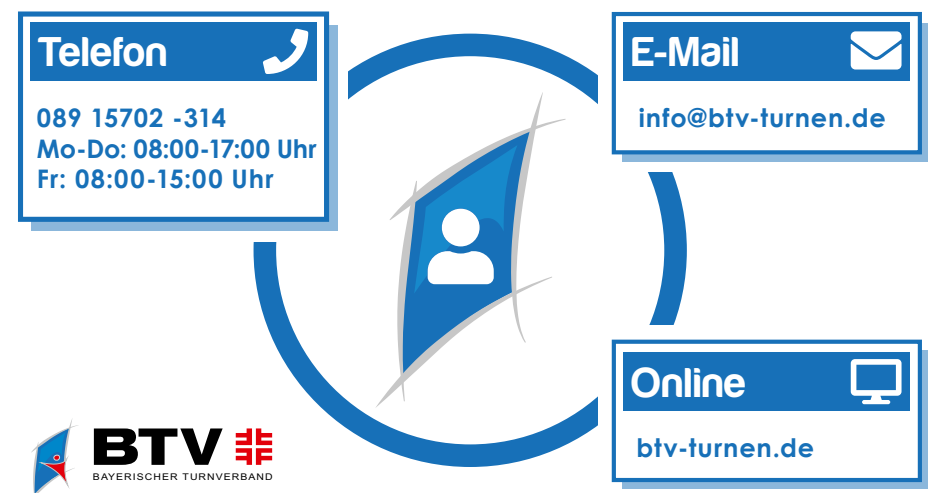 Telefon
089 15702 -314
Mo-Do: 08:00-17:00 Uhr
Fr: 08:00-15:00 Uhr
E-Mail
info@btv-turnen.de
Online
btv-turnen.de
BTV
BAYERISCHER TURNVERBAND